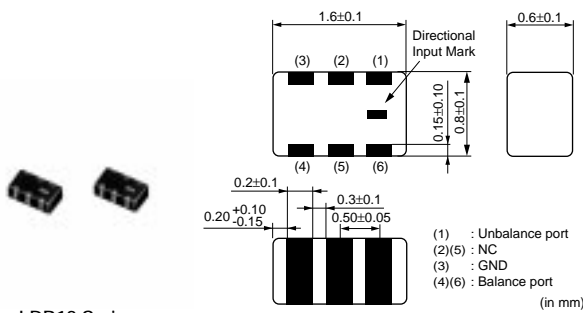 1.6±0.1
0.6±0.1
Directional
Input Mark
(3) (2) (1)
0.15±0.10
0.8±0.1
(4) (5) (6)
0.2±0.1
0.3±0.1
0.20 +0.10 -0.15
0.50±0.05
(1) : Unbalance port
(2)(5) : NC
(3) : GND
(4)(6) : Balance port
(in mm)